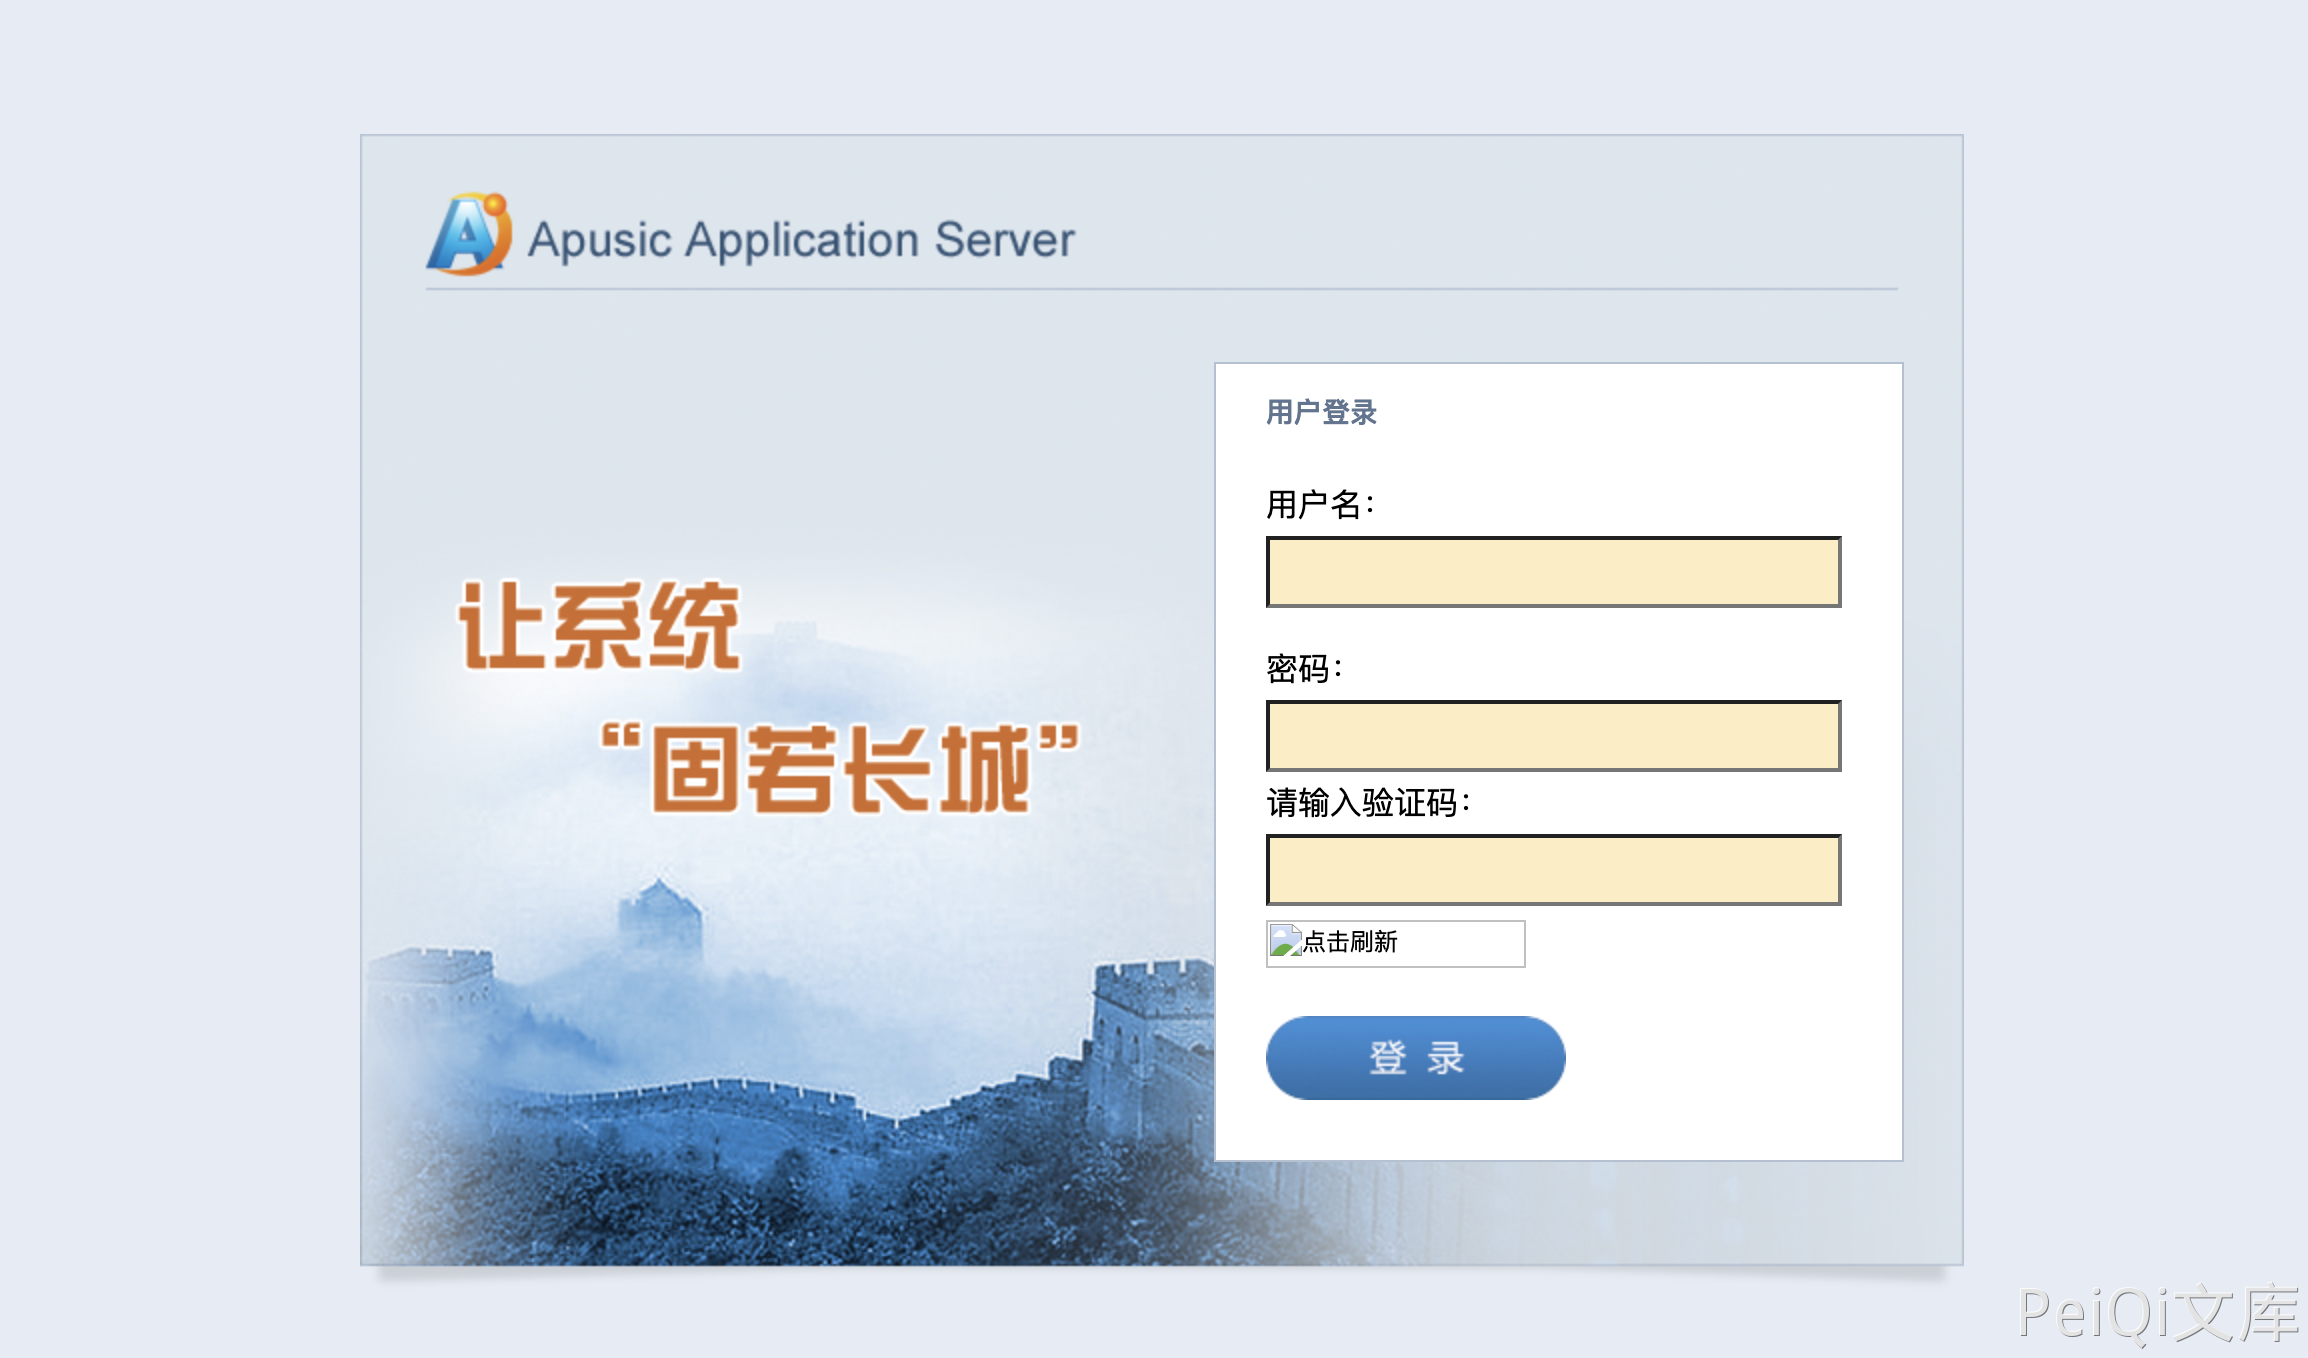 Apusic Application Server
让系统
“固若长城”
用户登录
用户名：
密码：
请输入验证码：
点击刷新
登 录
PeiQi文库